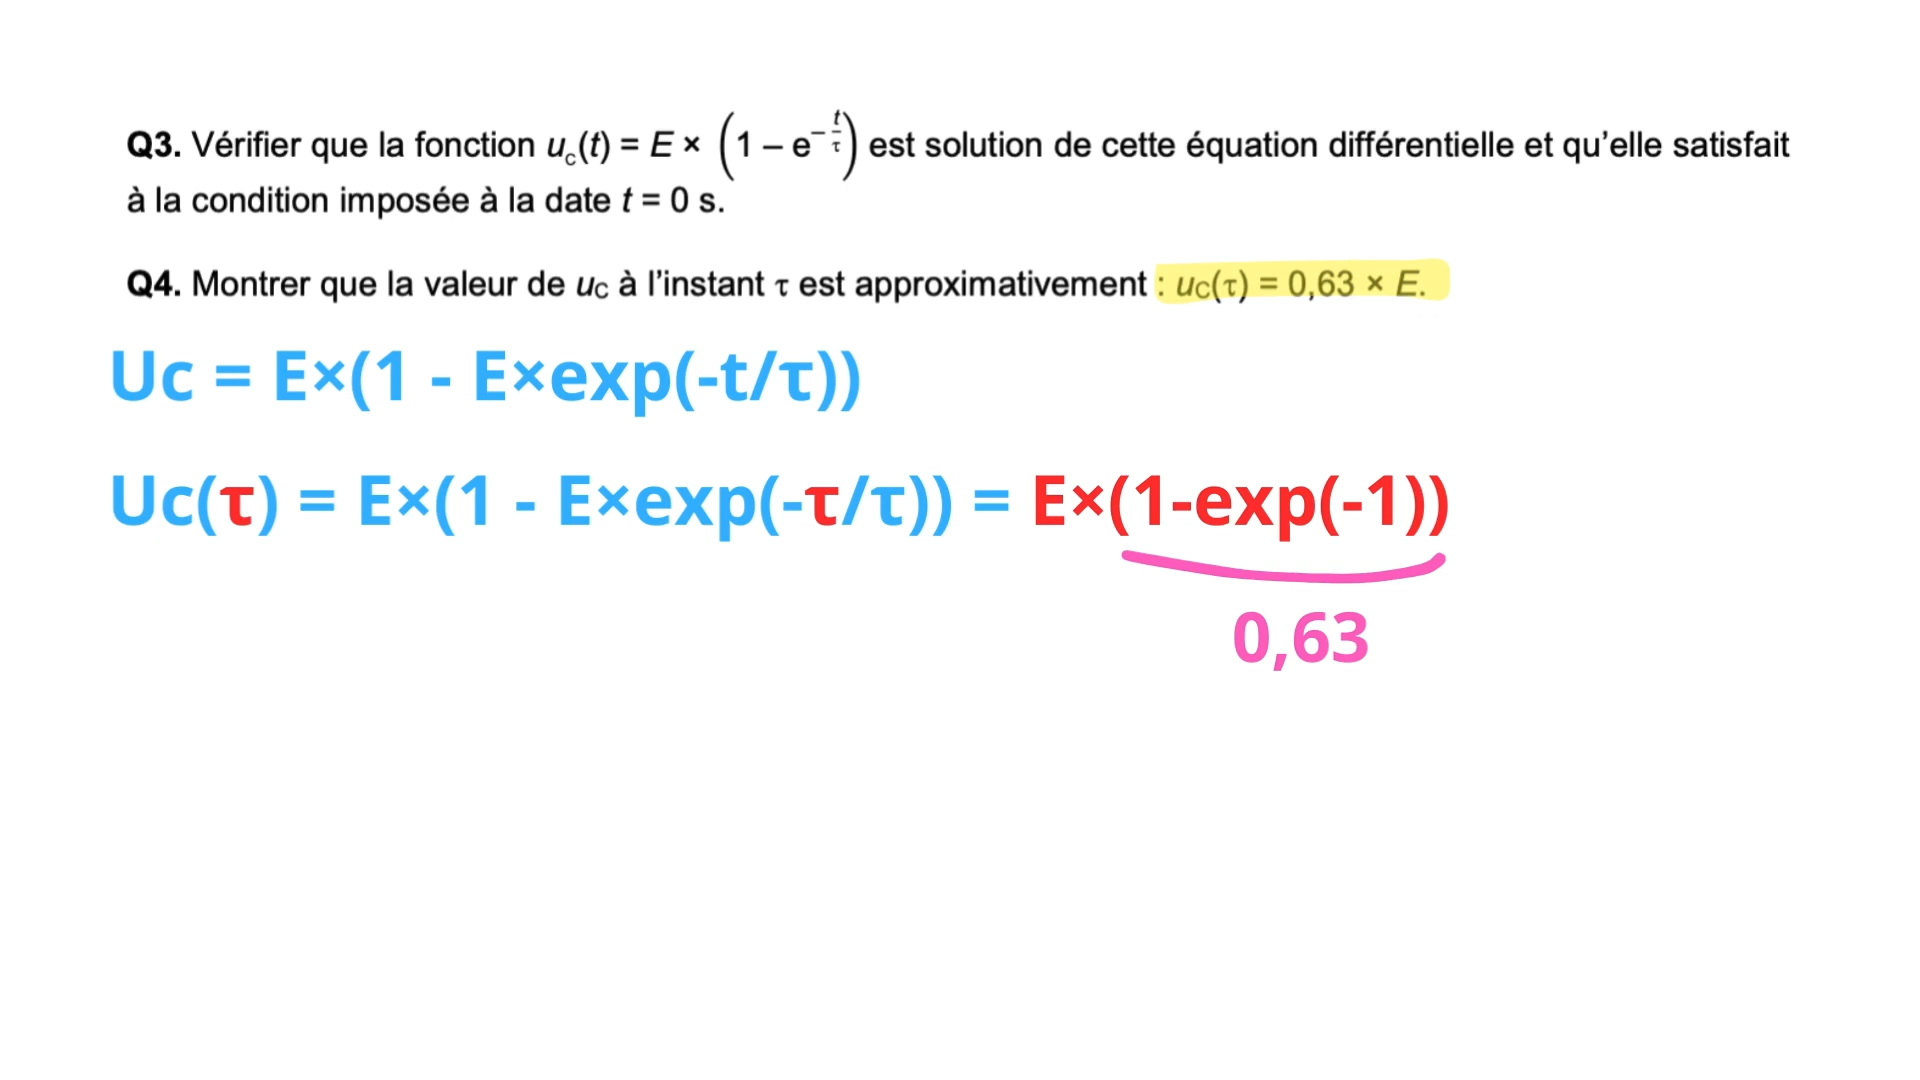 Q3. Vérifier que la fonction u_c(t) = E × (1 – e^(–t/τ)) est solution de cette équation différentielle et qu’elle satisfait
à la condition imposée à la date t = 0 s.
Q4. Montrer que la valeur de uC à l’instant τ est approximativement : uC(τ) = 0,63 × E.
Uc = E×(1 - E×exp(-t/τ))
Uc(τ) = E×(1 - E×exp(-τ/τ)) = E×(1-exp(-1))
0,63